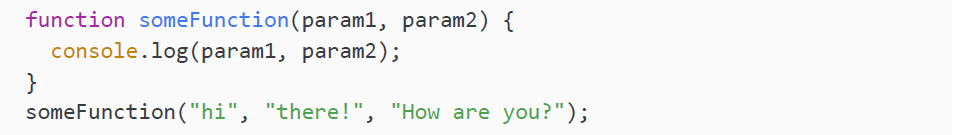 function someFunction(param1, param2) {
  console.log(param1, param2);
}
someFunction("hi", "there!", "How are you?");